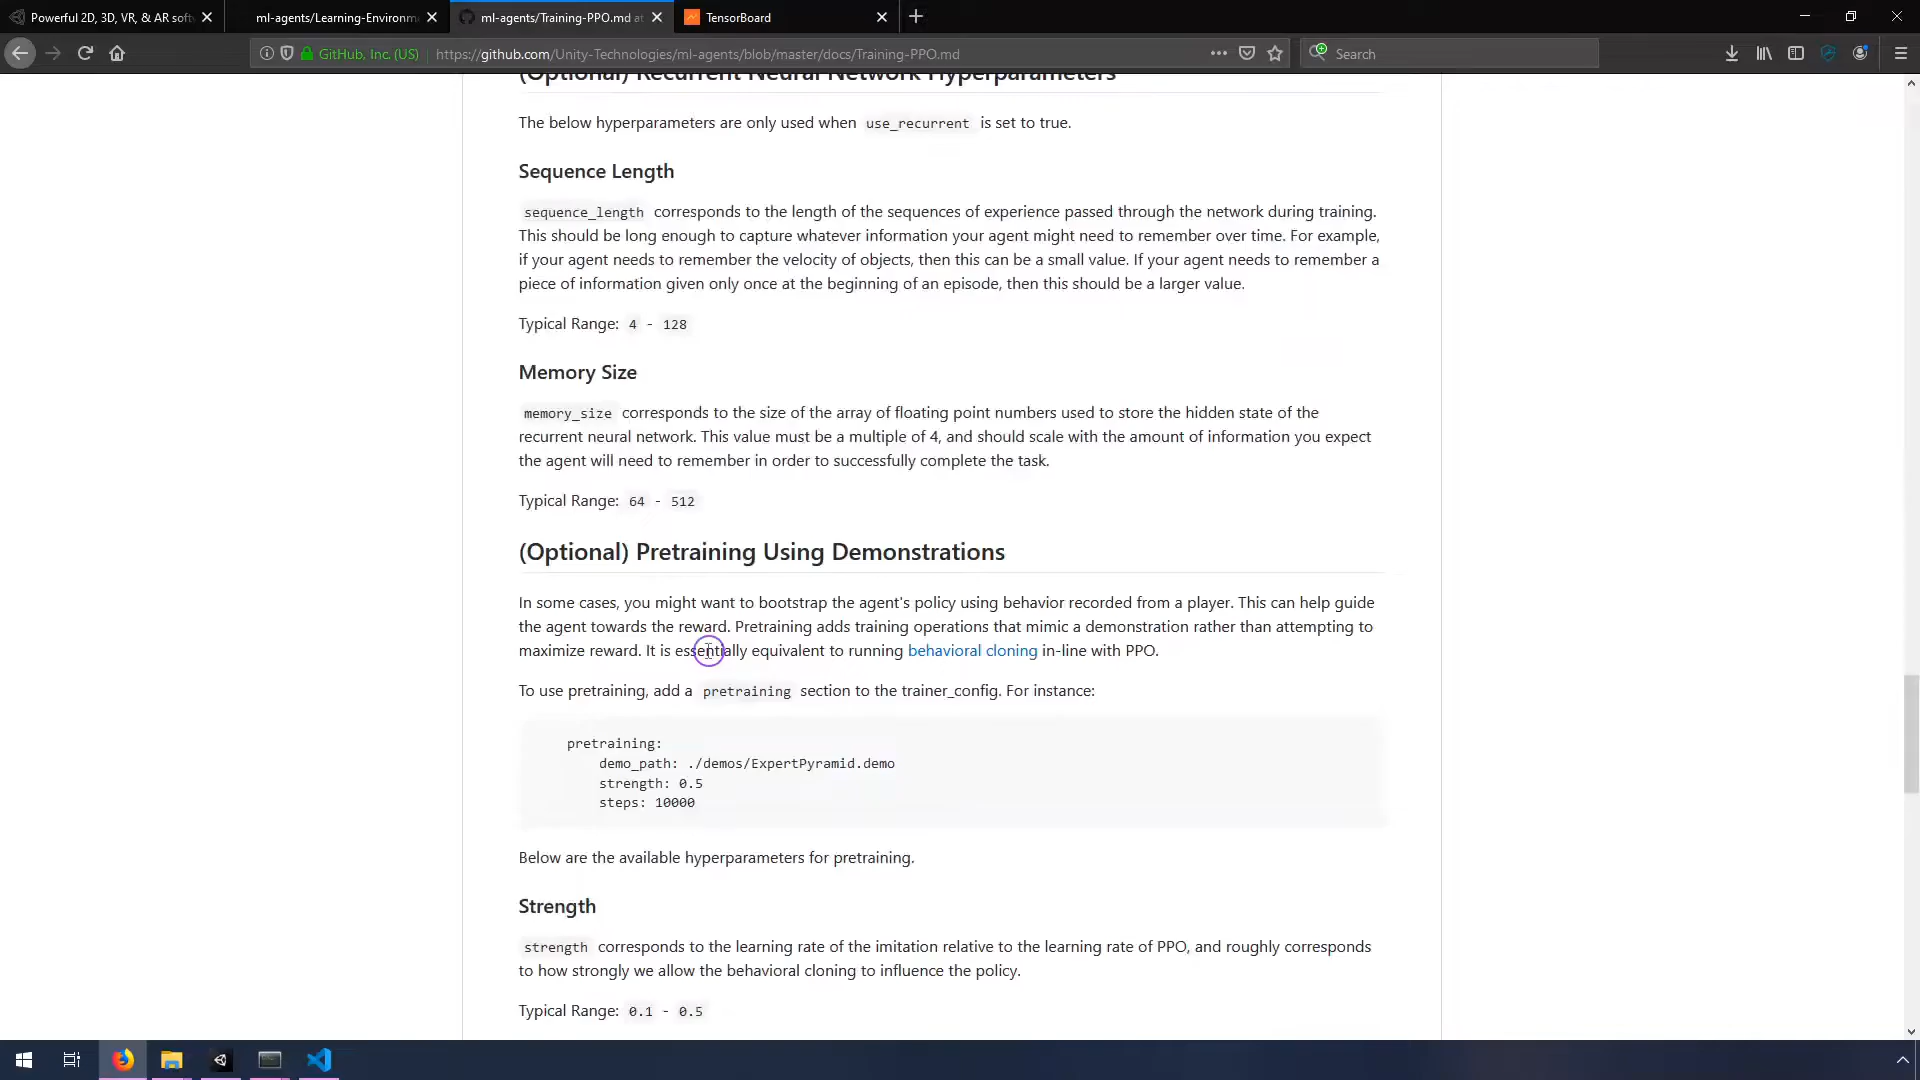 Powerful 2D, 3D, VR, & AR soft
ml-agents/Learning-Environm
ml-agents/Training-PPO.md at
TensorBoard
GitHub, Inc. (US)
https://github.com/Unity-Technologies/ml-agents/blob/master/docs/Training-PPO.md
Search
(Optional) Recurrent Neural Network Hyperparameters
The below hyperparameters are only used when use_recurrent is set to true.
Sequence Length
sequence_length corresponds to the length of the sequences of experience passed through the network during training.
This should be long enough to capture whatever information your agent might need to remember over time. For example,
if your agent needs to remember the velocity of objects, then this can be a small value. If your agent needs to remember a
piece of information given only once at the beginning of an episode, then this should be a larger value.
Typical Range: 4 - 128
Memory Size
memory_size corresponds to the size of the array of floating point numbers used to store the hidden state of the
recurrent neural network. This value must be a multiple of 4, and should scale with the amount of information you expect
the agent will need to remember in order to successfully complete the task.
Typical Range: 64 - 512
(Optional) Pretraining Using Demonstrations
In some cases, you might want to bootstrap the agent's policy using behavior recorded from a player. This can help guide
the agent towards the reward. Pretraining adds training operations that mimic a demonstration rather than attempting to
maximize reward. It is essentially equivalent to running behavioral cloning in-line with PPO.
To use pretraining, add a pretraining section to the trainer_config. For instance:
pretraining:
demo_path: ./demos/ExpertPyramid.demo
strength: 0.5
steps: 10000
Below are the available hyperparameters for pretraining.
Strength
strength corresponds to the learning rate of the imitation relative to the learning rate of PPO, and roughly corresponds
to how strongly we allow the behavioral cloning to influence the policy.
Typical Range: 0.1 - 0.5